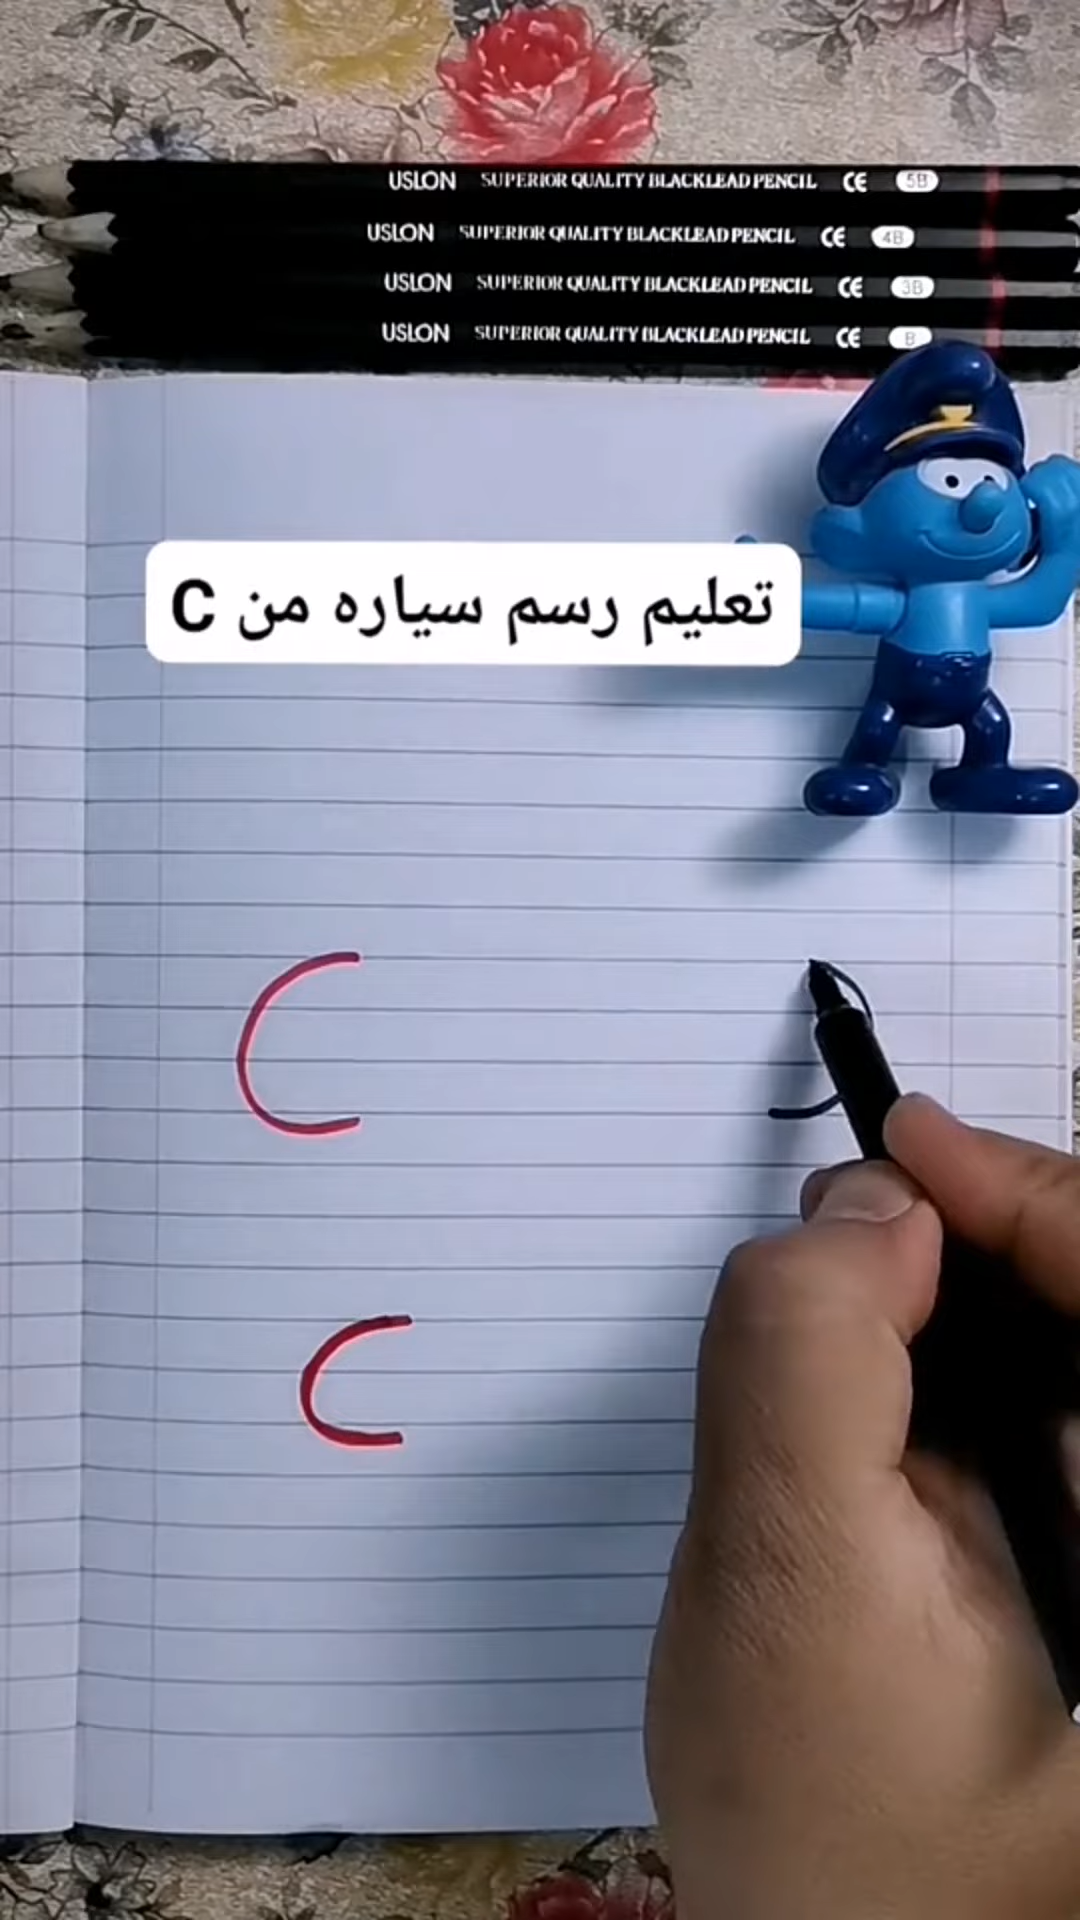 USLON SUPERIOR QUALITY BLACKLEAD PENCIL CE 5B
USLON SUPERIOR QUALITY BLACKLEAD PENCIL CE 4B
USLON SUPERIOR QUALITY BLACKLEAD PENCIL CE 3B
USLON SUPERIOR QUALITY BLACKLEAD PENCIL CE B
تعليم رسم سياره من C
C
C